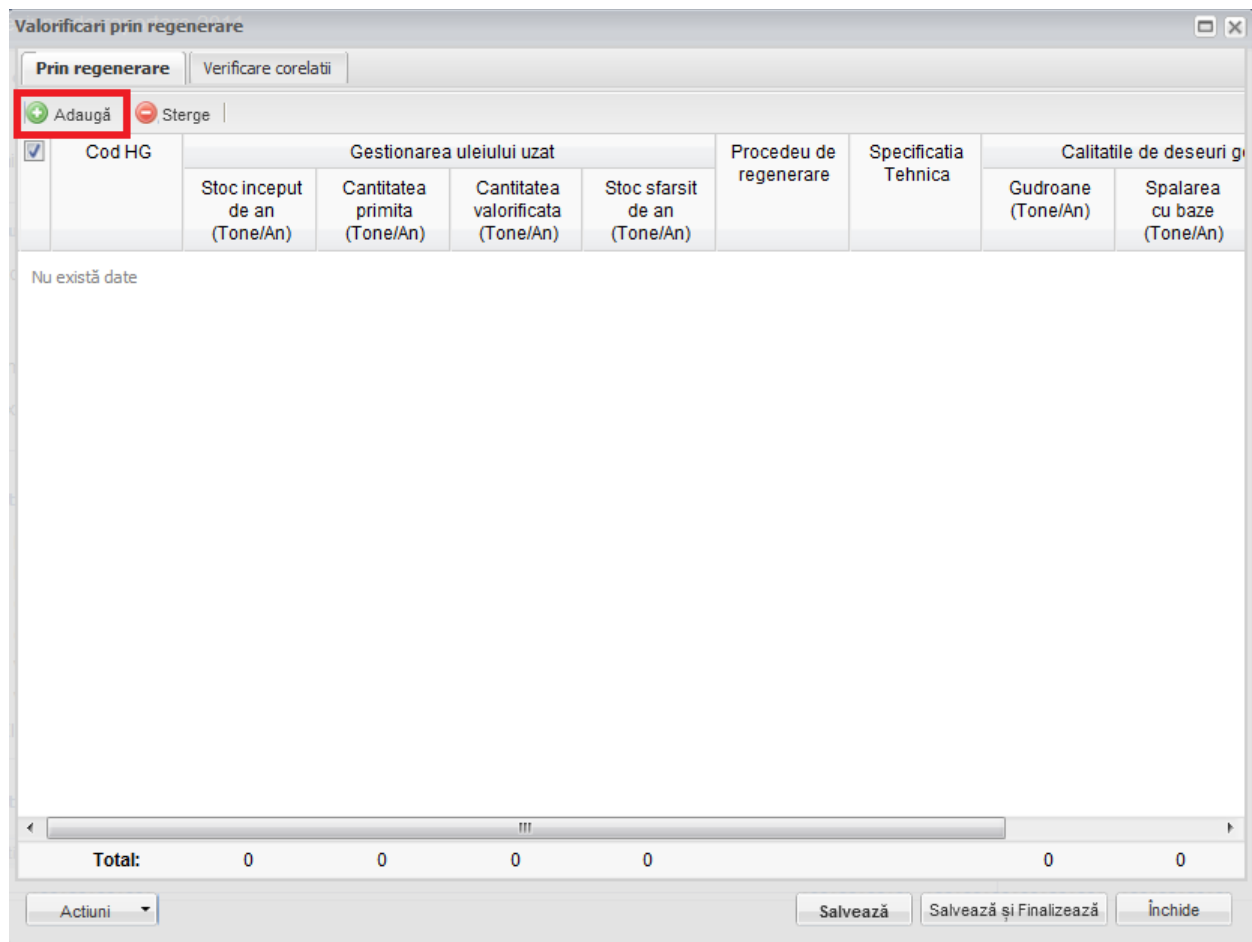 Valorificari prin regenerare
Prin regenerare Verificare corelatii
Adaugă Sterge
Cod HG Gestionarea uleiului uzat Procedeu de regenerare Specificatia Tehnica Calitatile de deseuri g
Stoc inceput de an (Tone/An) Cantitatea primita (Tone/An) Cantitatea valorificata (Tone/An) Stoc sfarsit de an (Tone/An) Gudroane (Tone/An) Spalarea cu baze (Tone/An)
Nu există date
Total: 0 0 0 0 0 0
Actiuni Salvează Salvează și Finalizează Închide